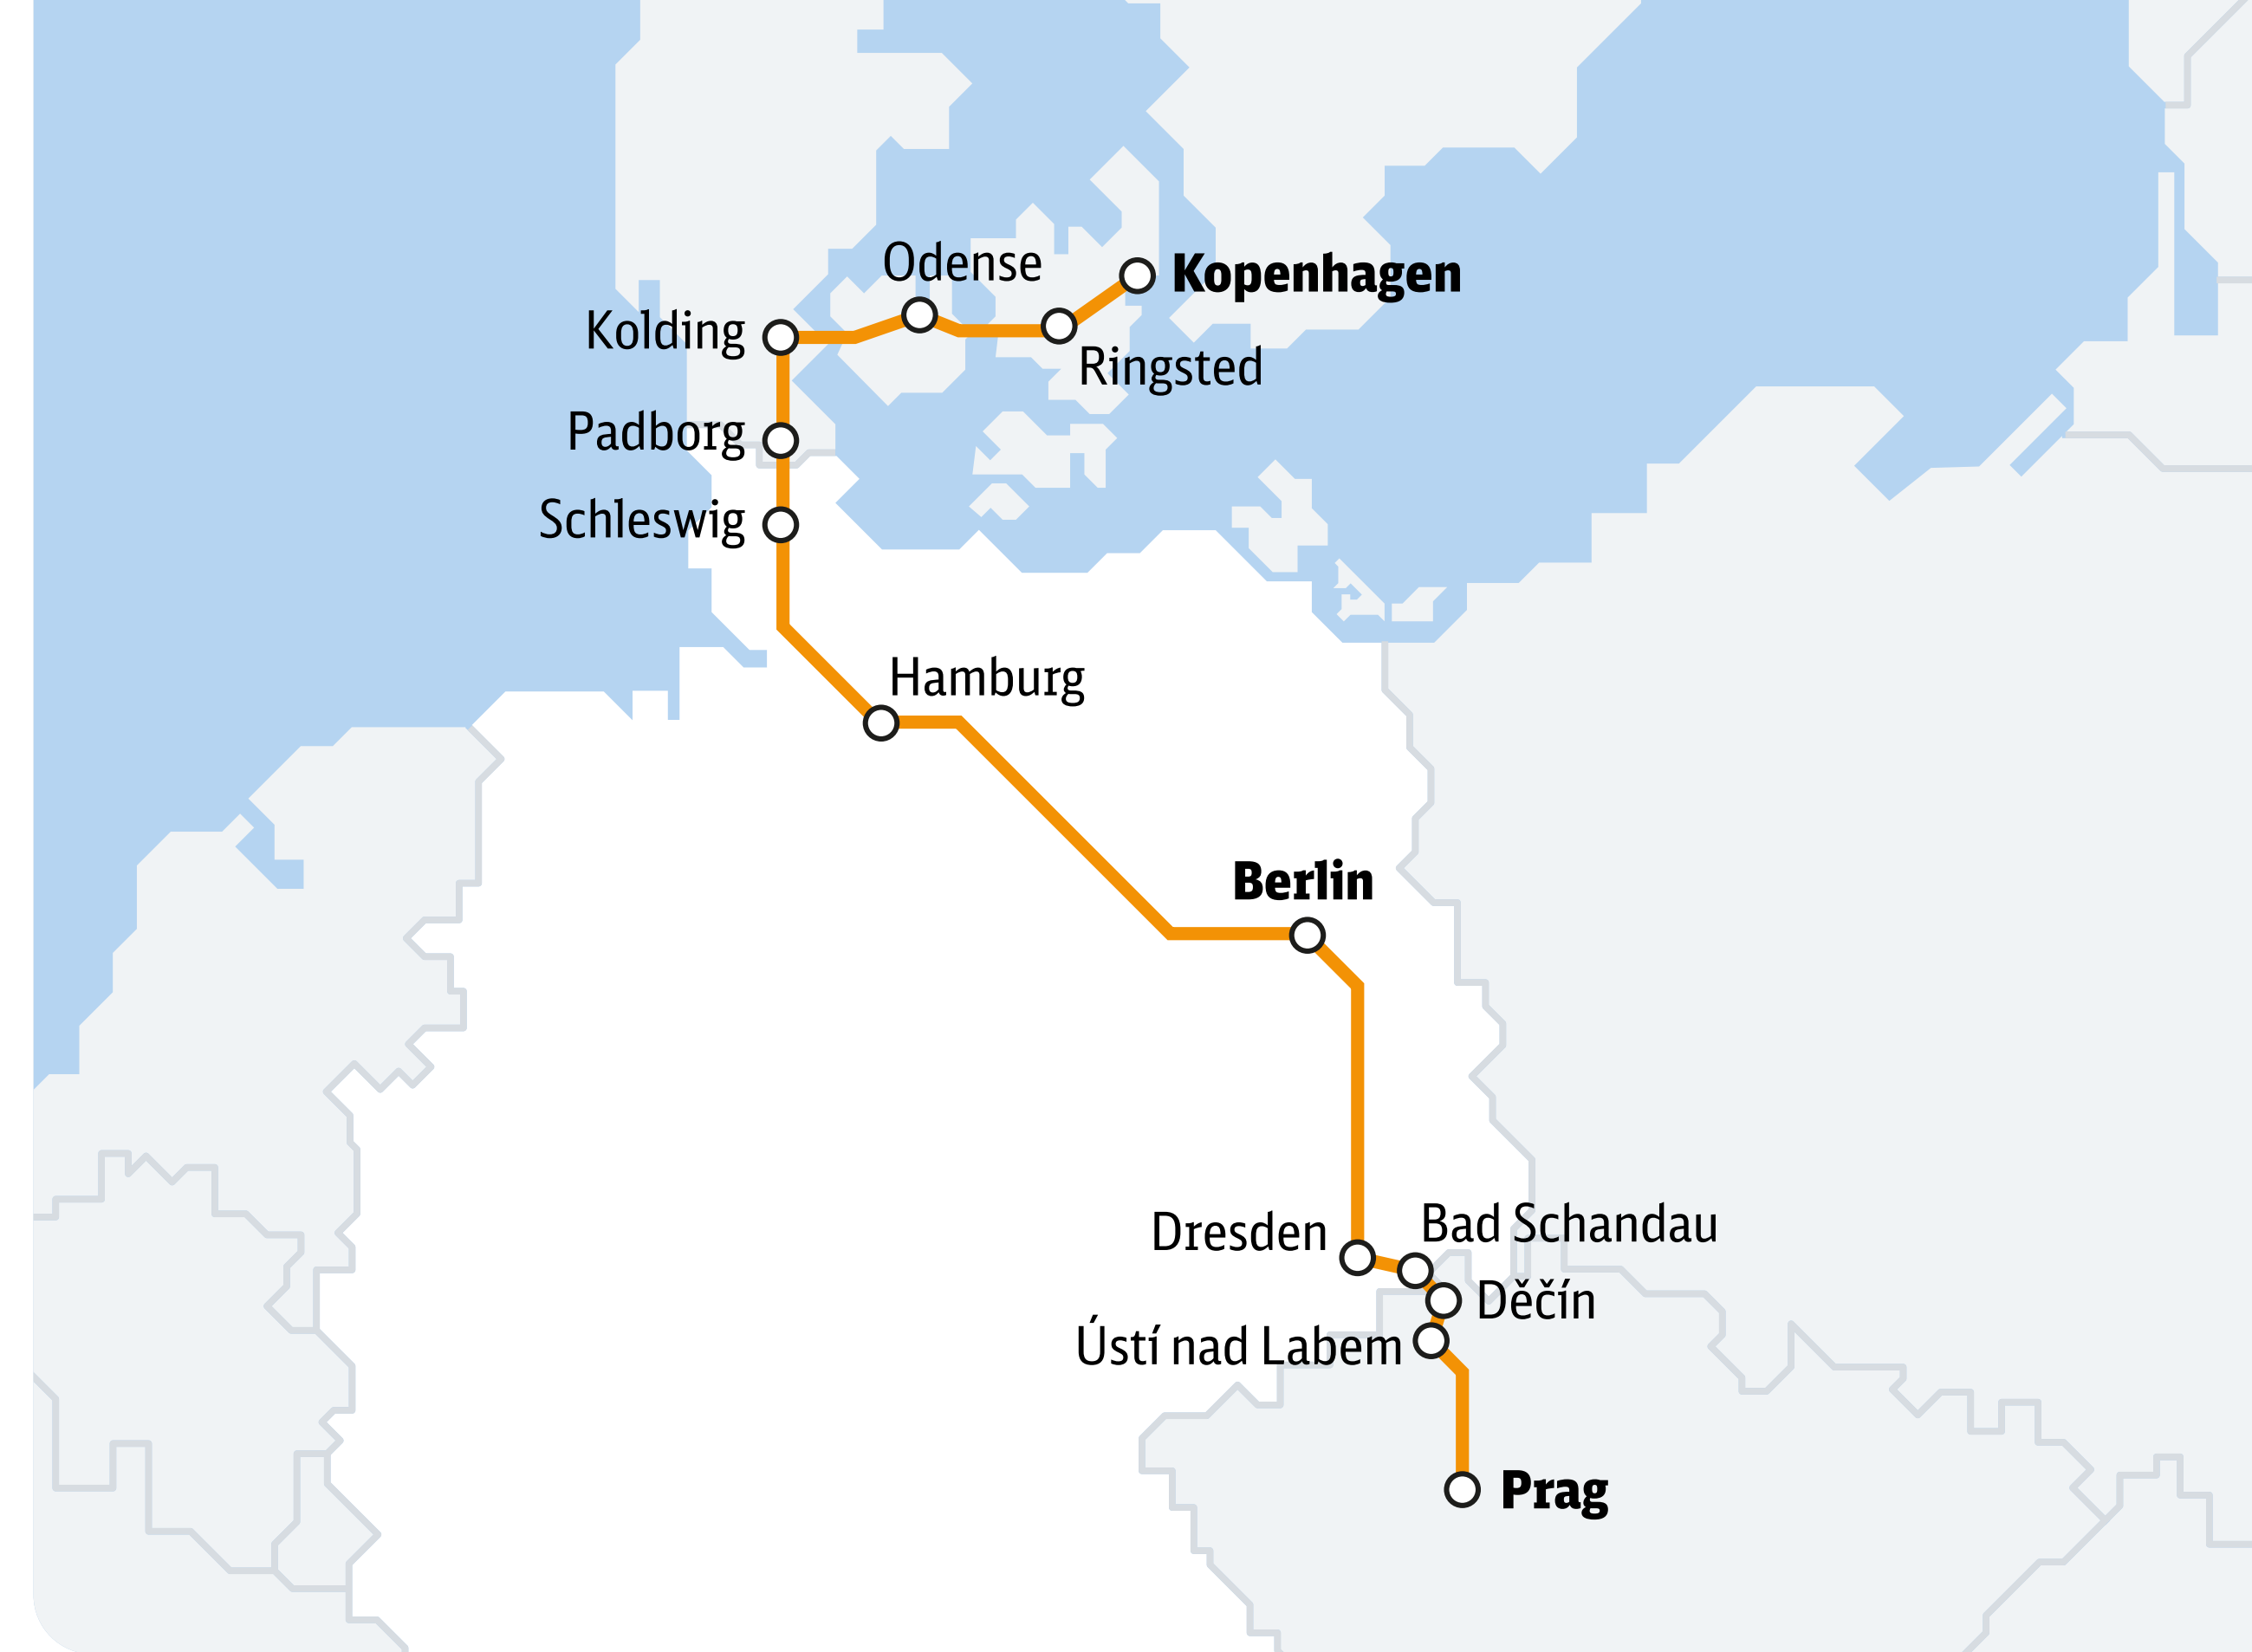 Odense
Kopenhagen
Kolding
Ringsted
Padborg
Schleswig
Hamburg
Berlin
Dresden
Bad Schandau
Děčín
Ústí nad Labem
Prag